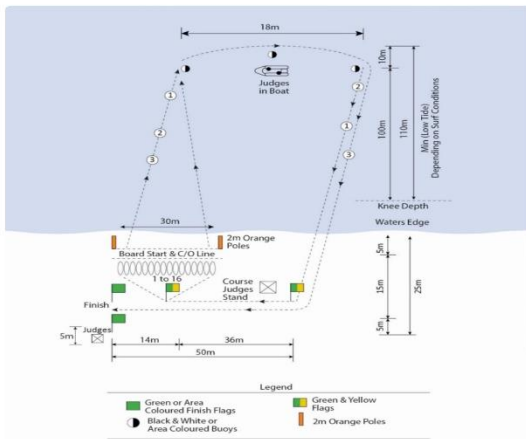 18m
10m
Judges
in Boat
1
2
1
2
3
3
100m
110m
Min (Low Tide)
Depending on Surf Conditions
Knee Depth
Waters Edge
30m
2m Orange
Poles
Board Start & C/O Line
1 to 16
Course
Judges
Stand
Finish
Judges
5m
5m
15m
25m
5m
14m
36m
50m
Legend
Green or Area
Coloured Finish Flags
Green & Yellow
Flags
Black & White or
Area Coloured Buoys
2m Orange Poles